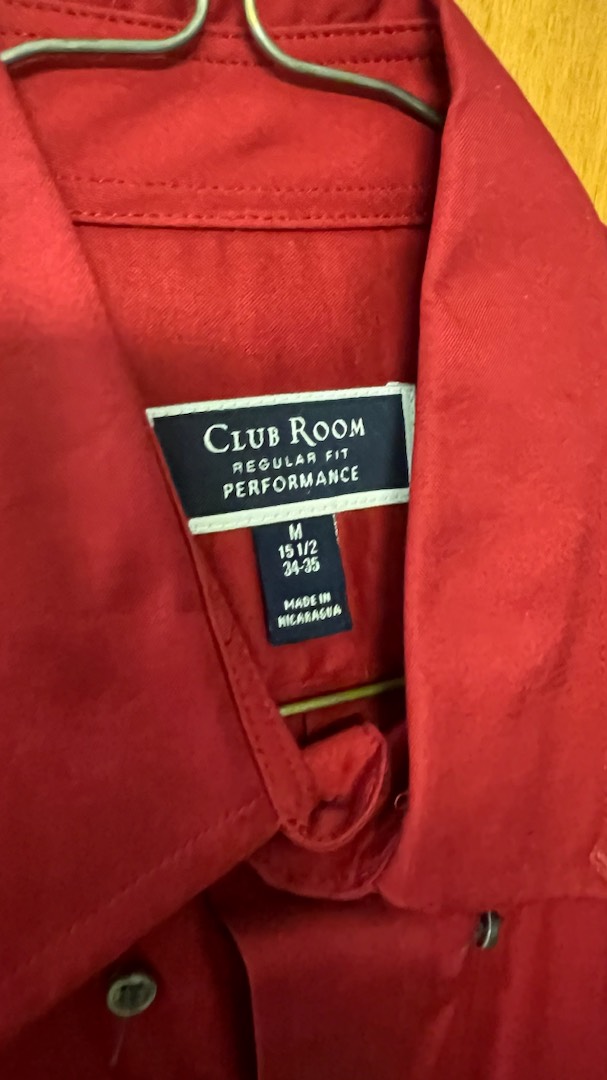 CLUB ROOM
REGULAR FIT
PERFORMANCE
M
15 1/2
34-35
MADE IN
NICARAGUA